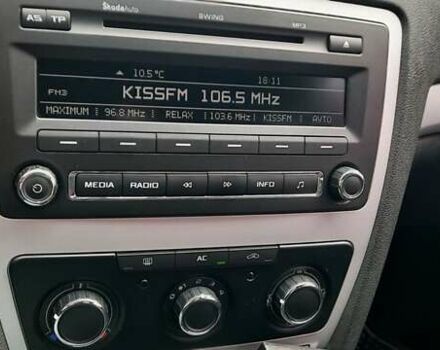 AS TP ŠkodaAuto SWING MP3
▲ 10.5°C 18:11
FM3 KISSFM 106.5 MHz
MAXIMUM | 96.8 MHz | RELAX | 103.6 MHz | KISSFM | AUTO
MEDIA RADIO INFO
AC